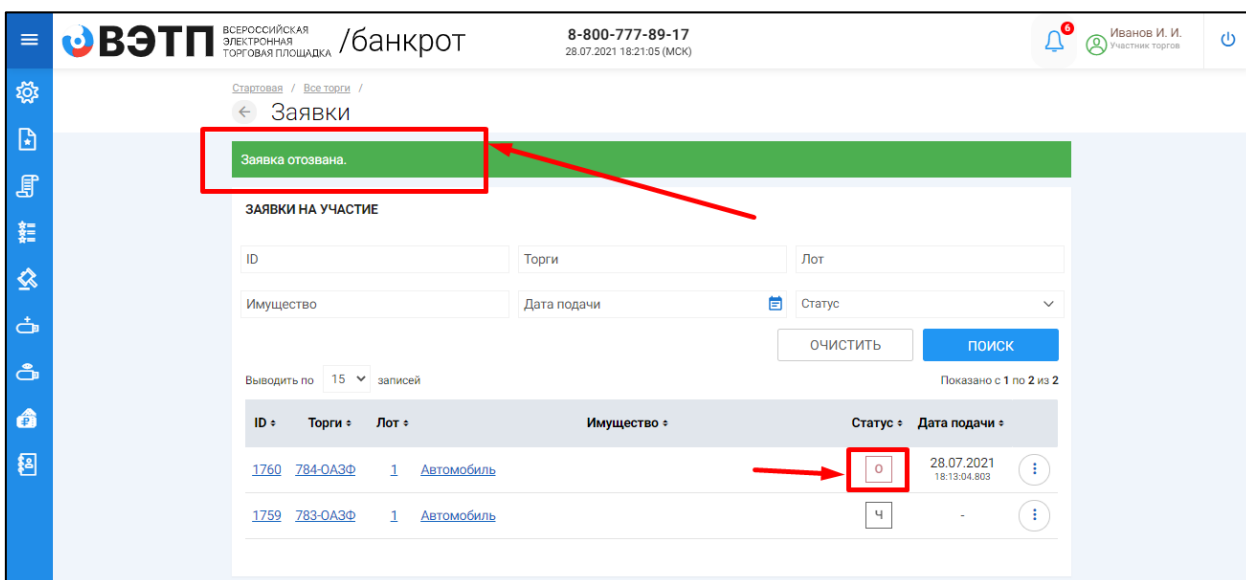 ВЭТП ВСЕРОССИЙСКАЯ ЭЛЕКТРОННАЯ ТОРГОВАЯ ПЛОЩАДКА /банкрот
8-800-777-89-17
28.07.2021 18:21:05 (МСК)
6
Иванов И. И.
Участник торгов
Стартовая / Все торги /
Заявки
Заявка отозвана.
ЗАЯВКИ НА УЧАСТИЕ
ID Торги Лот
Имущество Дата подачи Статус
ОЧИСТИТЬ ПОИСК
Выводить по 15 записей Показано с 1 по 2 из 2
ID Торги Лот Имущество Статус Дата подачи
1760 784-ОАЗФ 1 Автомобиль О 28.07.2021
18:13:04.803
1759 783-ОАЗФ 1 Автомобиль Ч -